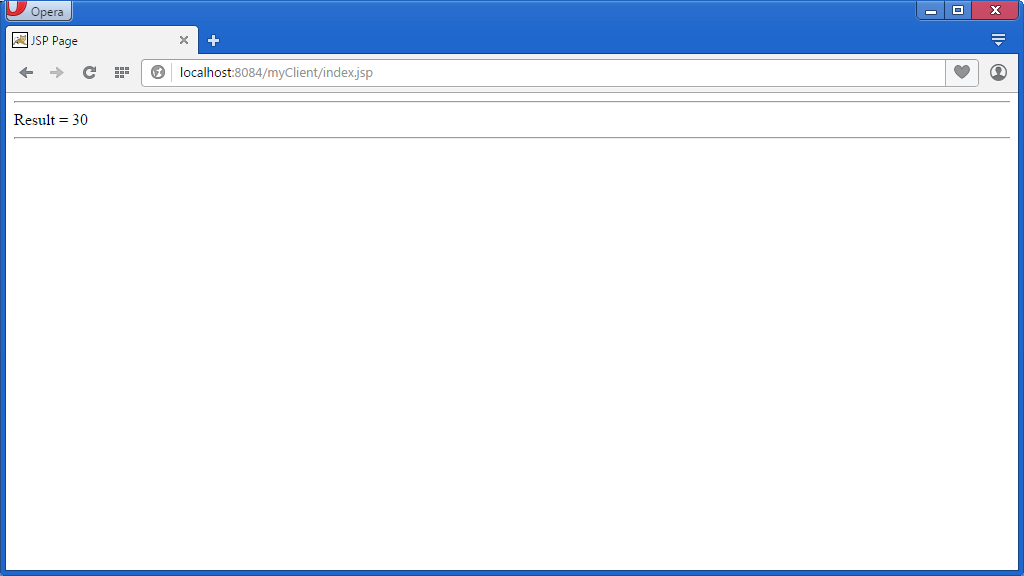 Opera
JSP Page
localhost:8084/myClient/index.jsp
Result = 30